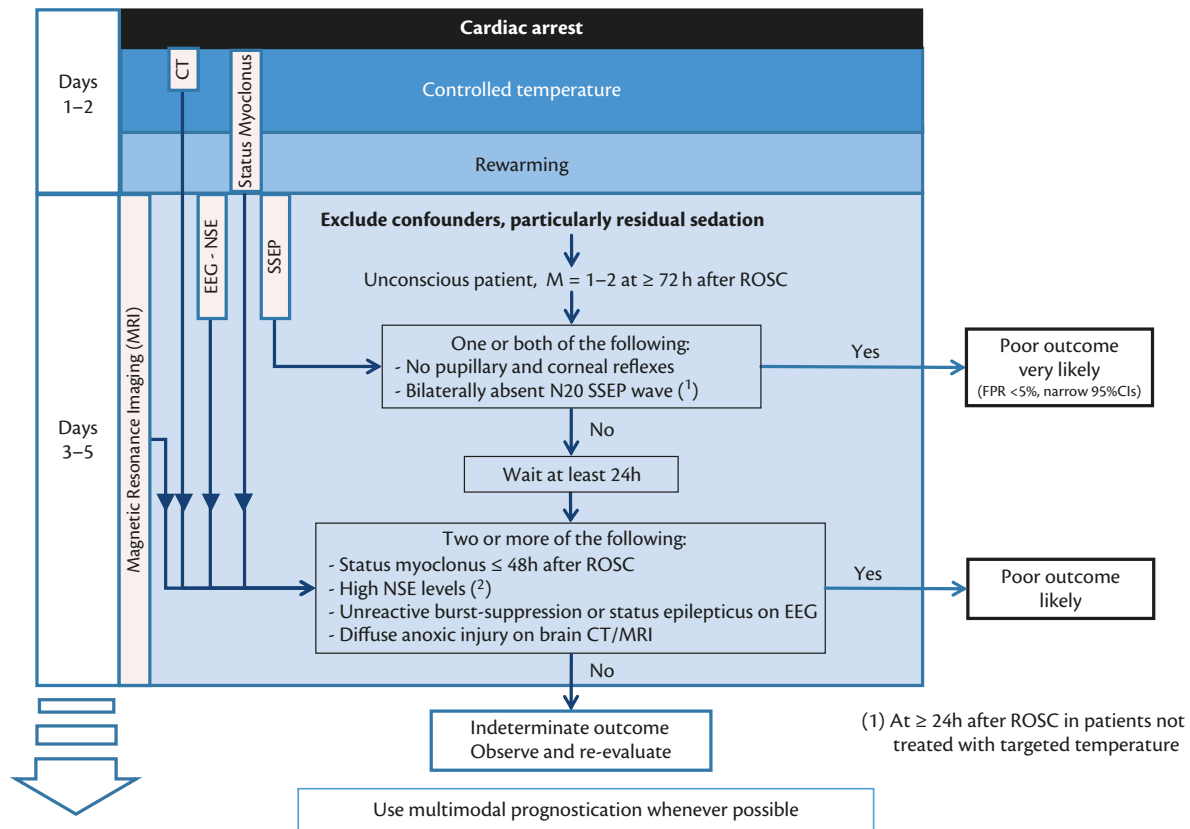 Cardiac arrest
Days
1–2
CT
Status Myoclonus
Controlled temperature
Rewarming
Days
3–5
Magnetic Resonance Imaging (MRI)
EEG - NSE
SSEP
Exclude confounders, particularly residual sedation
Unconscious patient, M = 1–2 at ≥ 72 h after ROSC
One or both of the following:
- No pupillary and corneal reflexes
- Bilaterally absent N20 SSEP wave (1)
Yes
Poor outcome
very likely
(FPR <5%, narrow 95%CIs)
No
Wait at least 24h
Two or more of the following:
- Status myoclonus ≤ 48h after ROSC
- High NSE levels (2)
- Unreactive burst-suppression or status epilepticus on EEG
- Diffuse anoxic injury on brain CT/MRI
Yes
Poor outcome
likely
No
Indeterminate outcome
Observe and re-evaluate
(1) At ≥ 24h after ROSC in patients not
treated with targeted temperature
Use multimodal prognostication whenever possible